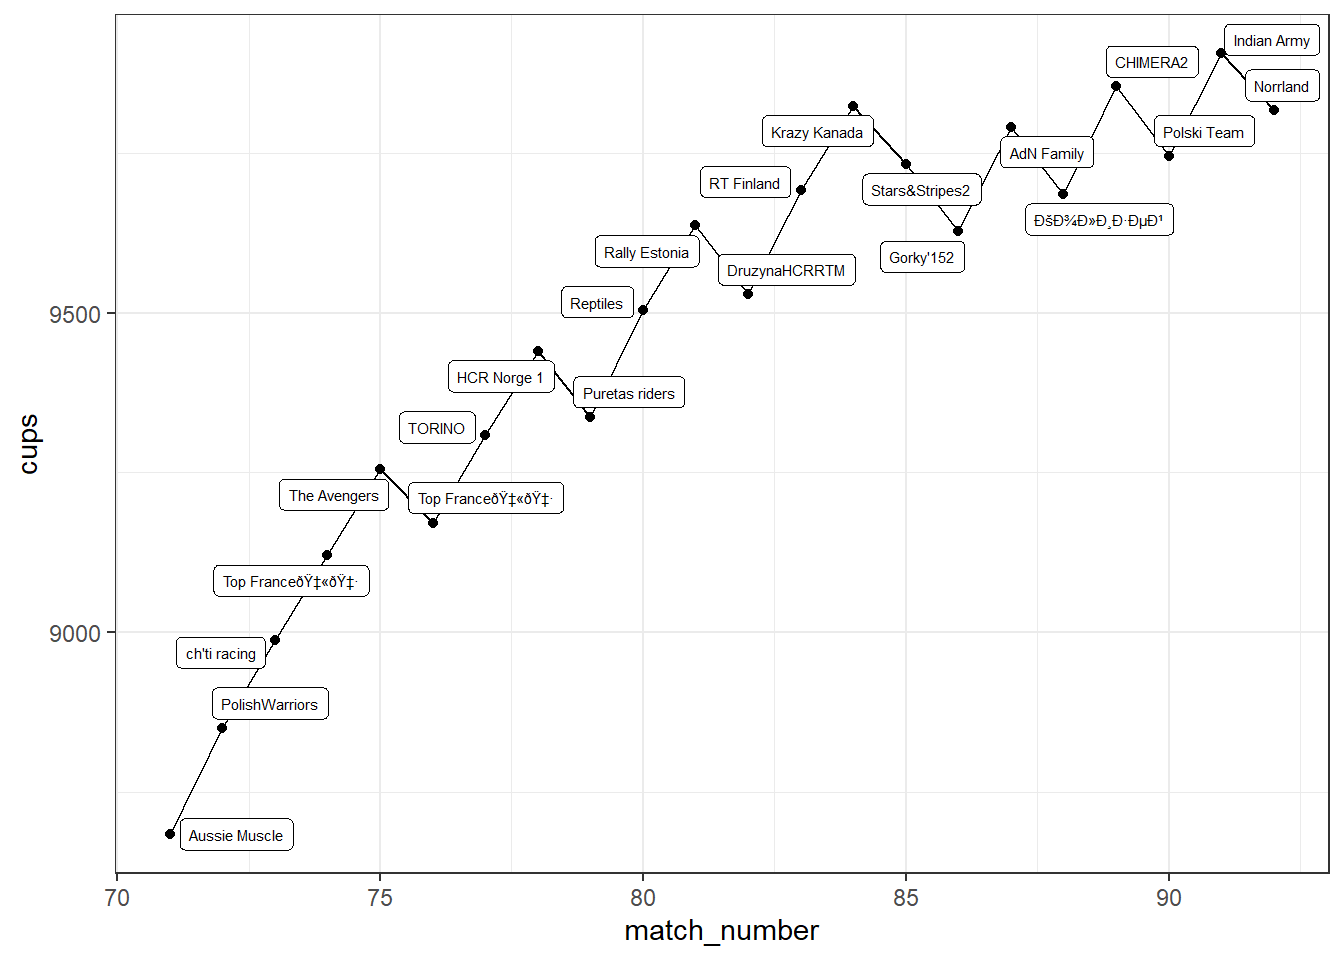 Indian Army
CHIMERA2
Norrland
Krazy Kanada
Polski Team
AdN Family
RT Finland
Stars&Stripes2
ÐšÐ¾Ð»Ð¸Ð·ÐµÐ¹
Rally Estonia
Gorky'152
DruzynaHCRRTM
Reptiles
9500
HCR Norge 1
Puretas riders
TORINO
cups
The Avengers
Top FranceðŸ‡«ðŸ‡·
Top FranceðŸ‡«ðŸ‡·
9000
ch'ti racing
PolishWarriors
Aussie Muscle
70 75 80 85 90
match_number